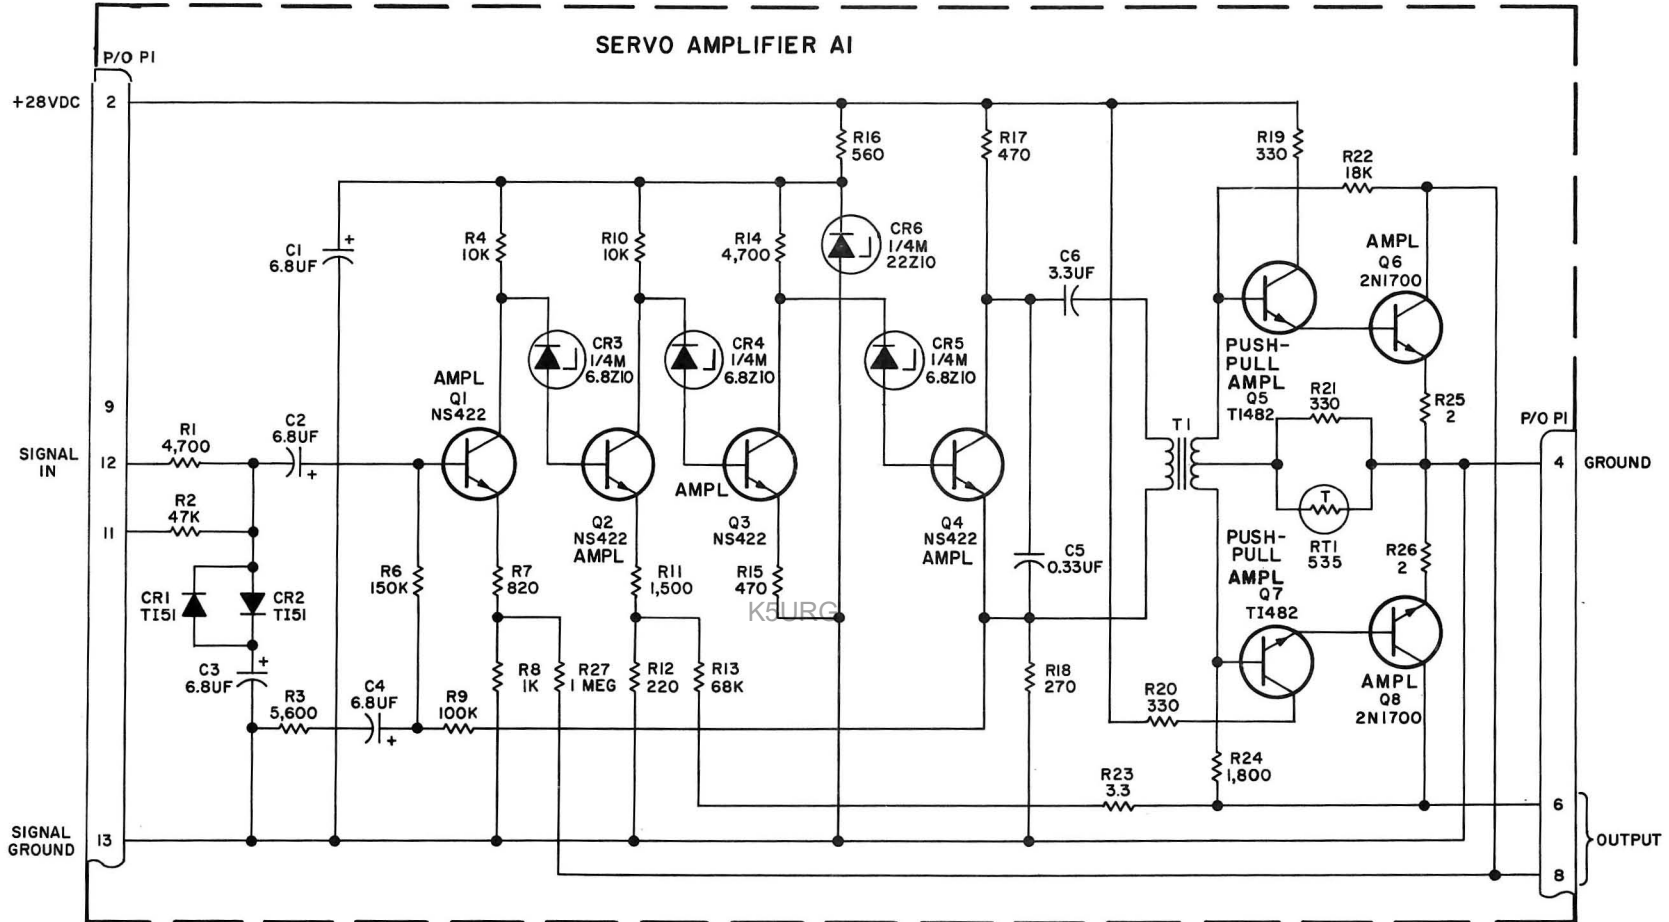 SERVO AMPLIFIER A1
P/O P1
+28VDC
2
R16
560
R17
470
R19
330
R22
18K
R4
10K
R10
10K
R14
4,700
CR6
1/4M
22Z10
C1
6.8UF
+
C6
3.3UF
AMPL
Q6
2N1700
CR3
1/4M
6.8Z10
CR4
1/4M
6.8Z10
CR5
1/4M
6.8Z10
PUSH-
PULL
AMPL
Q5
TI482
AMPL
Q1
NS422
R21
330
R25
2
P/O P1
9
SIGNAL
IN
12
R1
4,700
C2
6.8UF
+
T1
4
GROUND
AMPL
T
RT1
535
11
R2
47K
Q2
NS422
AMPL
Q3
NS422
Q4
NS422
AMPL
C5
0.33UF
PUSH-
PULL
AMPL
Q7
TI482
R26
2
CR1
TI51
CR2
TI51
R6
150K
R7
820
R11
1,500
R15
470
K5URG
C3
6.8UF
+
R3
5,600
C4
6.8UF
+
R9
100K
R8
1K
R27
1 MEG
R12
220
R13
68K
R18
270
R20
330
AMPL
Q8
2N1700
R24
1,800
R23
3.3
6
SIGNAL
GROUND
13
OUTPUT
8